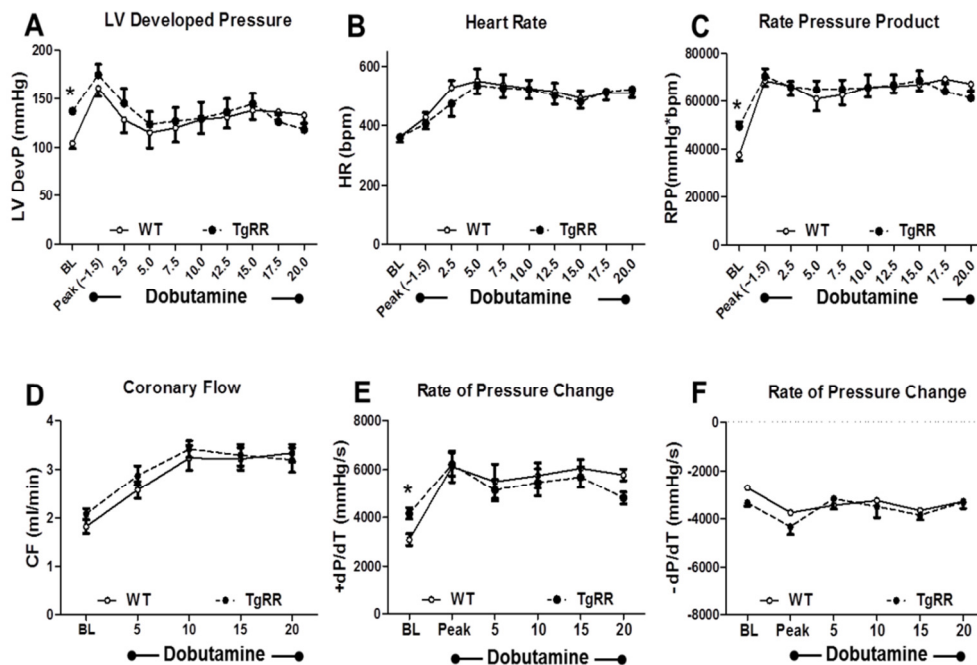 A
LV Developed Pressure
LV DevP (mmHg)
200
150
100
50
0
*
WT
TgRR
BL
Peak (~1.5)
2.5
5.0
7.5
10.0
12.5
15.0
17.5
20.0
Dobutamine
B
Heart Rate
HR (bpm)
600
400
200
0
WT
TgRR
BL
Peak (~1.5)
2.5
5.0
7.5
10.0
12.5
15.0
17.5
20.0
Dobutamine
C
Rate Pressure Product
RPP(mmHg*bpm)
80000
60000
40000
20000
0
*
WT
TgRR
BL
Peak (~1.5)
2.5
5.0
7.5
10.0
12.5
15.0
17.5
20.0
Dobutamine
D
Coronary Flow
CF (ml/min)
4
3
2
1
0
WT
TgRR
BL
5
10
15
20
Dobutamine
E
Rate of Pressure Change
+dP/dT (mmHg/s)
8000
6000
4000
2000
0
*
WT
TgRR
BL
Peak
5
10
15
20
Dobutamine
F
Rate of Pressure Change
-dP/dT (mmHg/s)
0
-2000
-4000
-6000
-8000
WT
TgRR
BL
Peak
5
10
15
20
Dobutamine